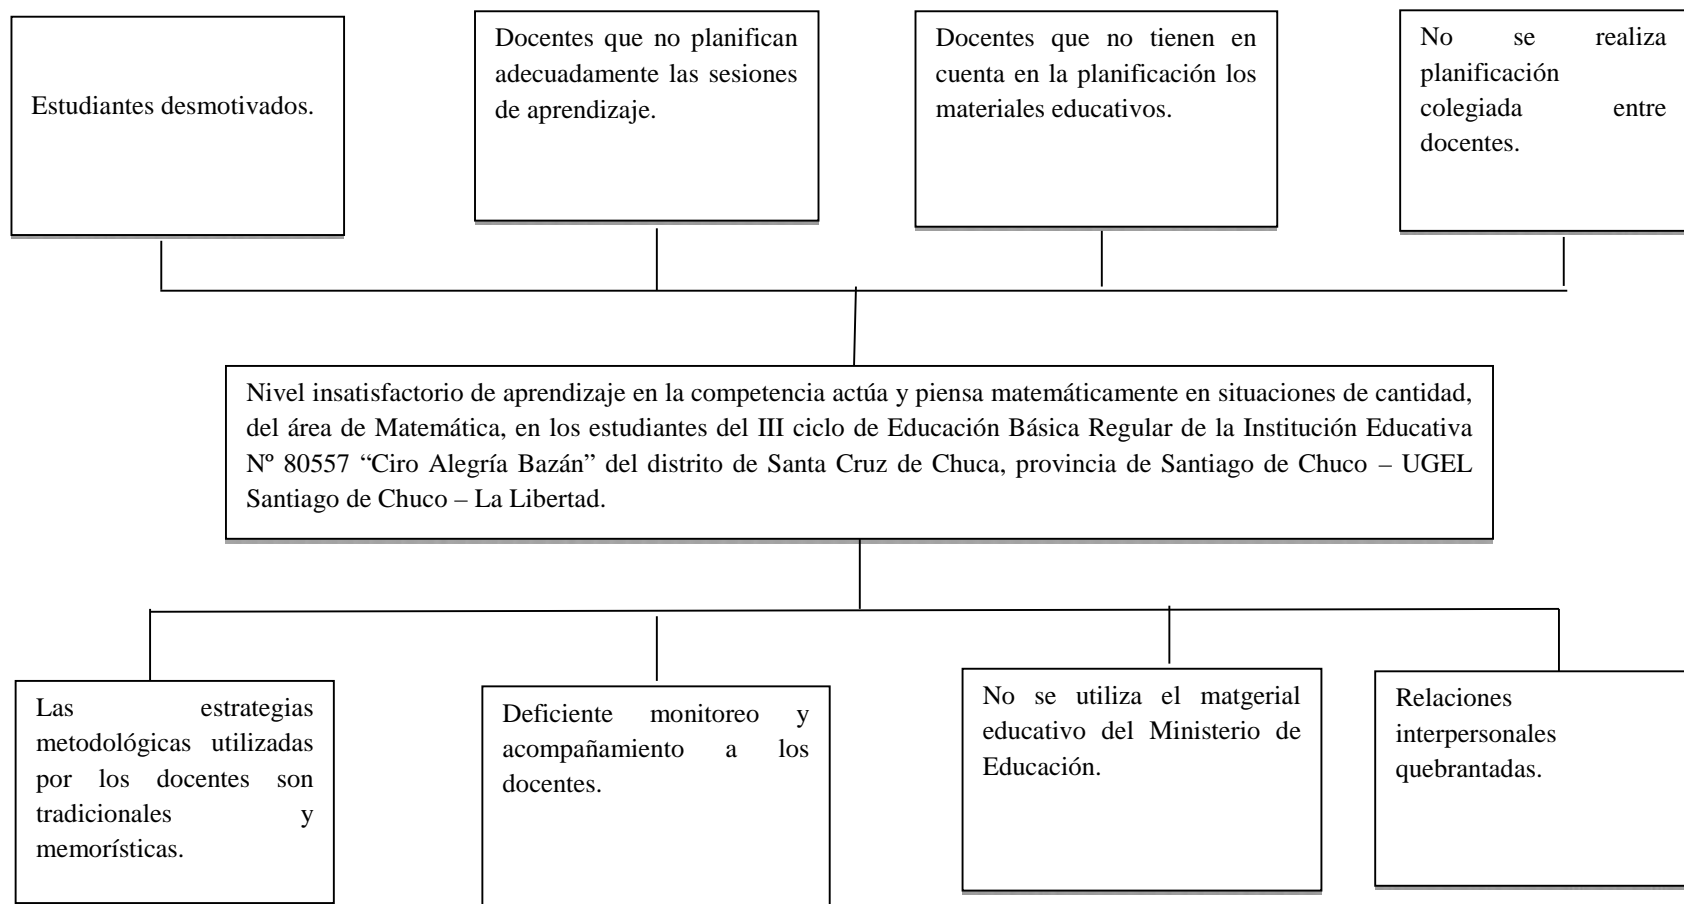 Estudiantes desmotivados.
Docentes que no planifican
adecuadamente las sesiones
de aprendizaje.
Docentes que no tienen en
cuenta en la planificación los
materiales educativos.
No se realiza
planificación
colegiada entre
docentes.
Nivel insatisfactorio de aprendizaje en la competencia actúa y piensa matemáticamente en situaciones de cantidad,
del área de Matemática, en los estudiantes del III ciclo de Educación Básica Regular de la Institución Educativa
Nº 80557 “Ciro Alegría Bazán” del distrito de Santa Cruz de Chuca, provincia de Santiago de Chuco – UGEL
Santiago de Chuco – La Libertad.
Las estrategias
metodológicas utilizadas
por los docentes son
tradicionales y
memorísticas.
Deficiente monitoreo y
acompañamiento a los
docentes.
No se utiliza el matgerial
educativo del Ministerio de
Educación.
Relaciones
interpersonales
quebrantadas.